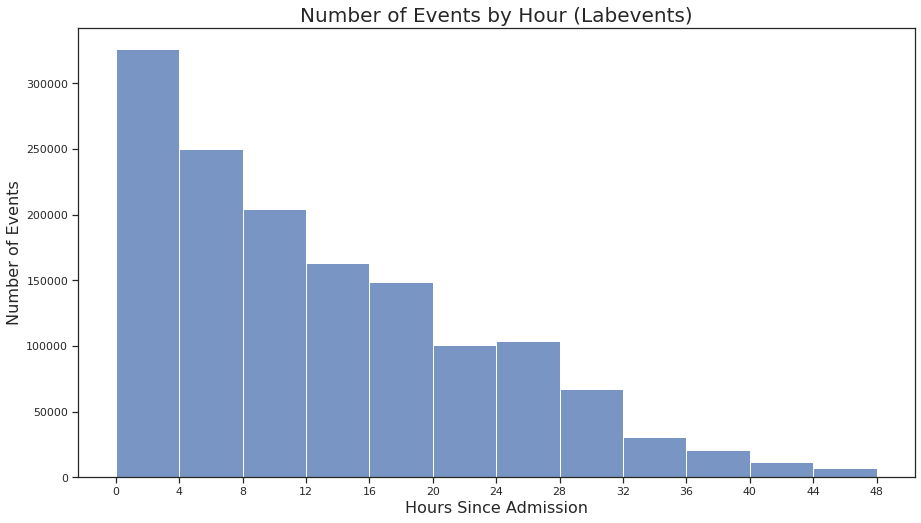 Number of Events by Hour (Labevents)
Number of Events
300000
250000
200000
150000
100000
50000
0
0 4 8 12 16 20 24 28 32 36 40 44 48
Hours Since Admission